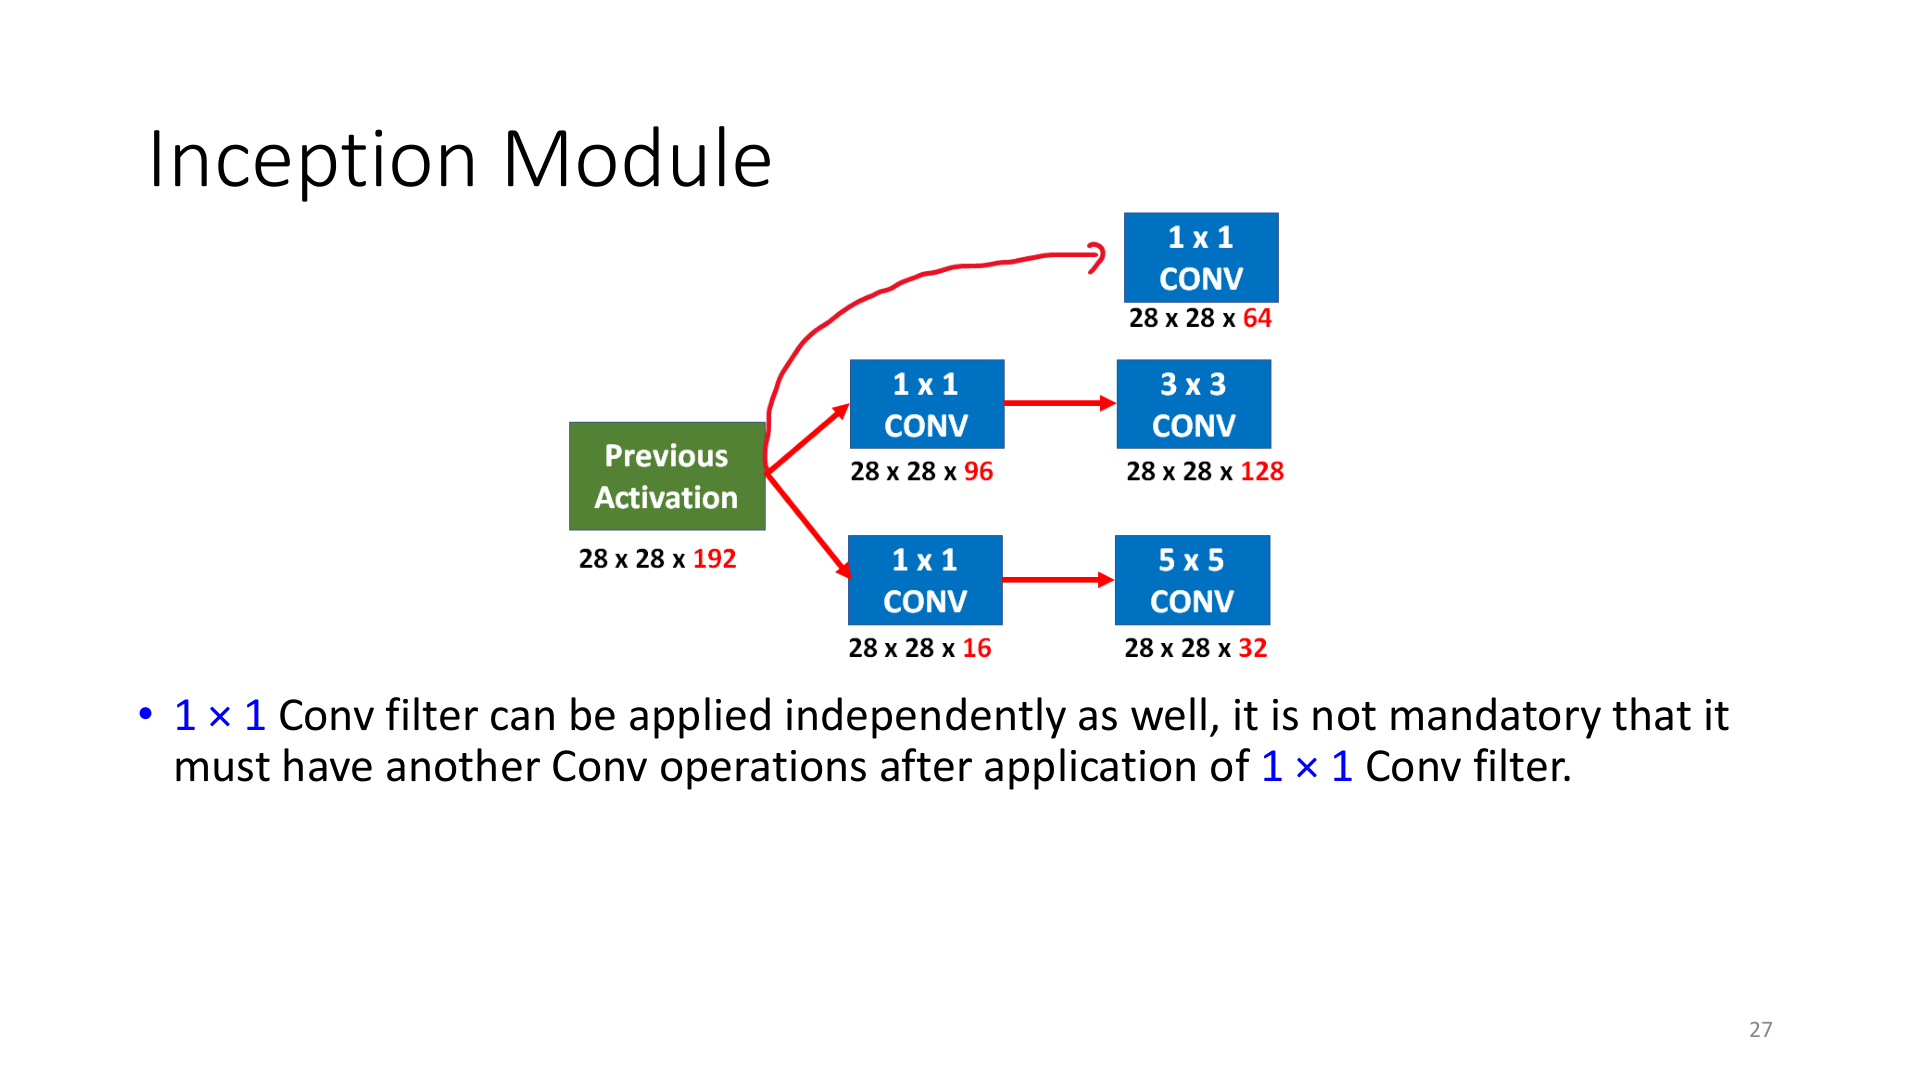 Inception Module
1 x 1
CONV
28 x 28 x 64
1 x 1
CONV
28 x 28 x 96
3 x 3
CONV
28 x 28 x 128
Previous
Activation
28 x 28 x 192
1 x 1
CONV
28 x 28 x 16
5 x 5
CONV
28 x 28 x 32
• 1 × 1 Conv filter can be applied independently as well, it is not mandatory that it
must have another Conv operations after application of 1 × 1 Conv filter.
27